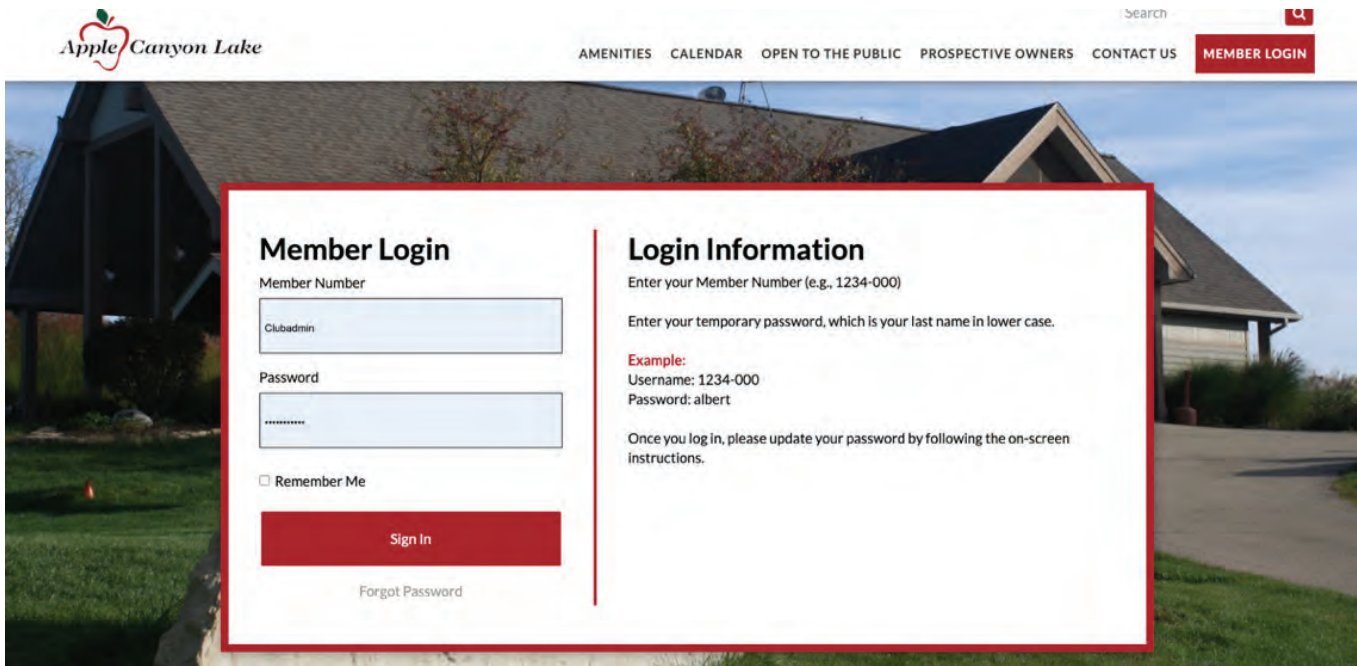 Search
Apple Canyon Lake
AMENITIES CALENDAR OPEN TO THE PUBLIC PROSPECTIVE OWNERS CONTACT US MEMBER LOGIN
Member Login
Member Number
Clubadmin
Password
•••••••••••
Remember Me
Sign In
Forgot Password
Login Information
Enter your Member Number (e.g., 1234-000)
Enter your temporary password, which is your last name in lower case.
Example:
Username: 1234-000
Password: albert
Once you log in, please update your password by following the on-screen
instructions.